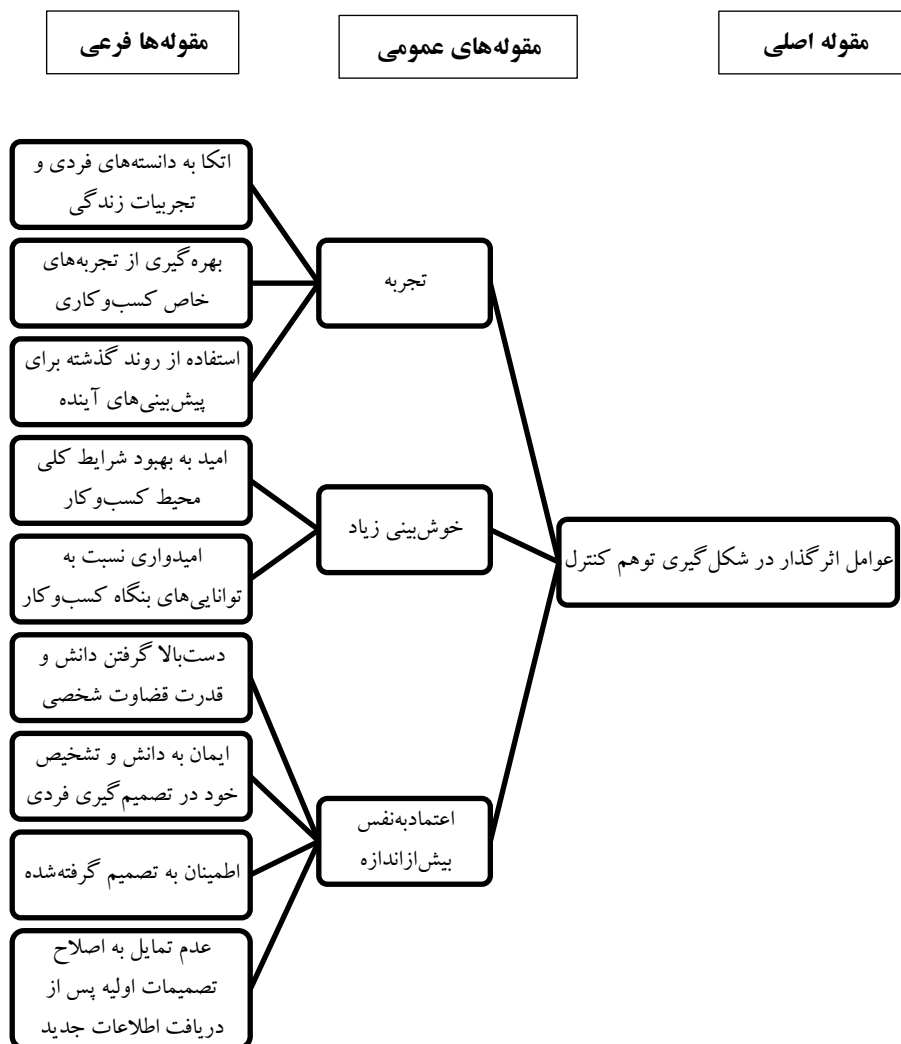 مقوله اصلی
مقوله‌های عمومی
مقوله‌ها فرعی
عوامل اثرگذار در شکل‌گیری توهم کنترل
تجربه
اتکا به دانسته‌های فردی و
تجربیات زندگی
بهره‌گیری از تجربه‌های
خاص کسب‌وکاری
استفاده از روند گذشته برای
پیش‌بینی‌های آینده
خوش‌بینی زیاد
امید به بهبود شرایط کلی
محیط کسب‌وکار
امیدواری نسبت به
توانایی‌های بنگاه کسب‌وکار
اعتمادبه‌نفس
بیش‌ازاندازه
دست‌بالا گرفتن دانش و
قدرت قضاوت شخصی
ایمان به دانش و تشخیص
خود در تصمیم‌گیری فردی
اطمینان به تصمیم گرفته‌شده
عدم تمایل به اصلاح
تصمیمات اولیه پس از
دریافت اطلاعات جدید